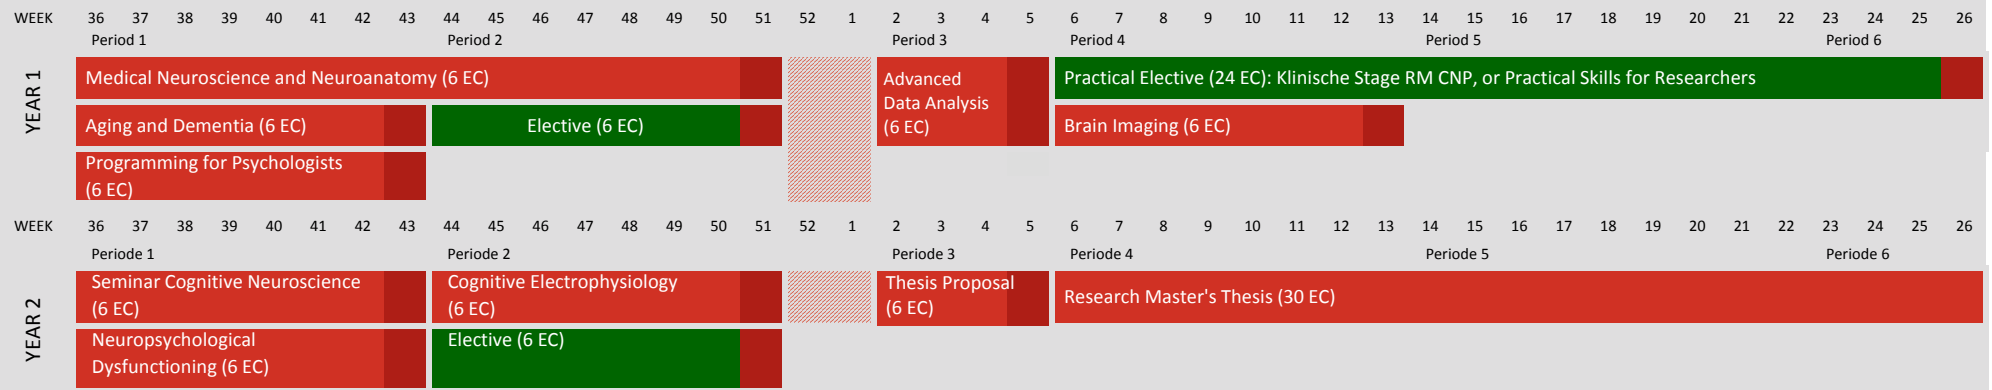 WEEK 36 37 38 39 40 41 42 43 44 45 46 47 48 49 50 51 52 1 2 3 4 5 6 7 8 9 10 11 12 13 14 15 16 17 18 19 20 21 22 23 24 25 26
Period 1 Period 2 Period 3 Period 4 Period 5 Period 6
YEAR 1
Medical Neuroscience and Neuroanatomy (6 EC)
Advanced
Data Analysis
(6 EC)
Practical Elective (24 EC): Klinische Stage RM CNP, or Practical Skills for Researchers
Aging and Dementia (6 EC)
Elective (6 EC)
Brain Imaging (6 EC)
Programming for Psychologists
(6 EC)
WEEK 36 37 38 39 40 41 42 43 44 45 46 47 48 49 50 51 52 1 2 3 4 5 6 7 8 9 10 11 12 13 14 15 16 17 18 19 20 21 22 23 24 25 26
Periode 1 Periode 2 Periode 3 Periode 4 Periode 5 Periode 6
YEAR 2
Seminar Cognitive Neuroscience
(6 EC)
Cognitive Electrophysiology
(6 EC)
Thesis Proposal
(6 EC)
Research Master's Thesis (30 EC)
Neuropsychological
Dysfunctioning (6 EC)
Elective (6 EC)